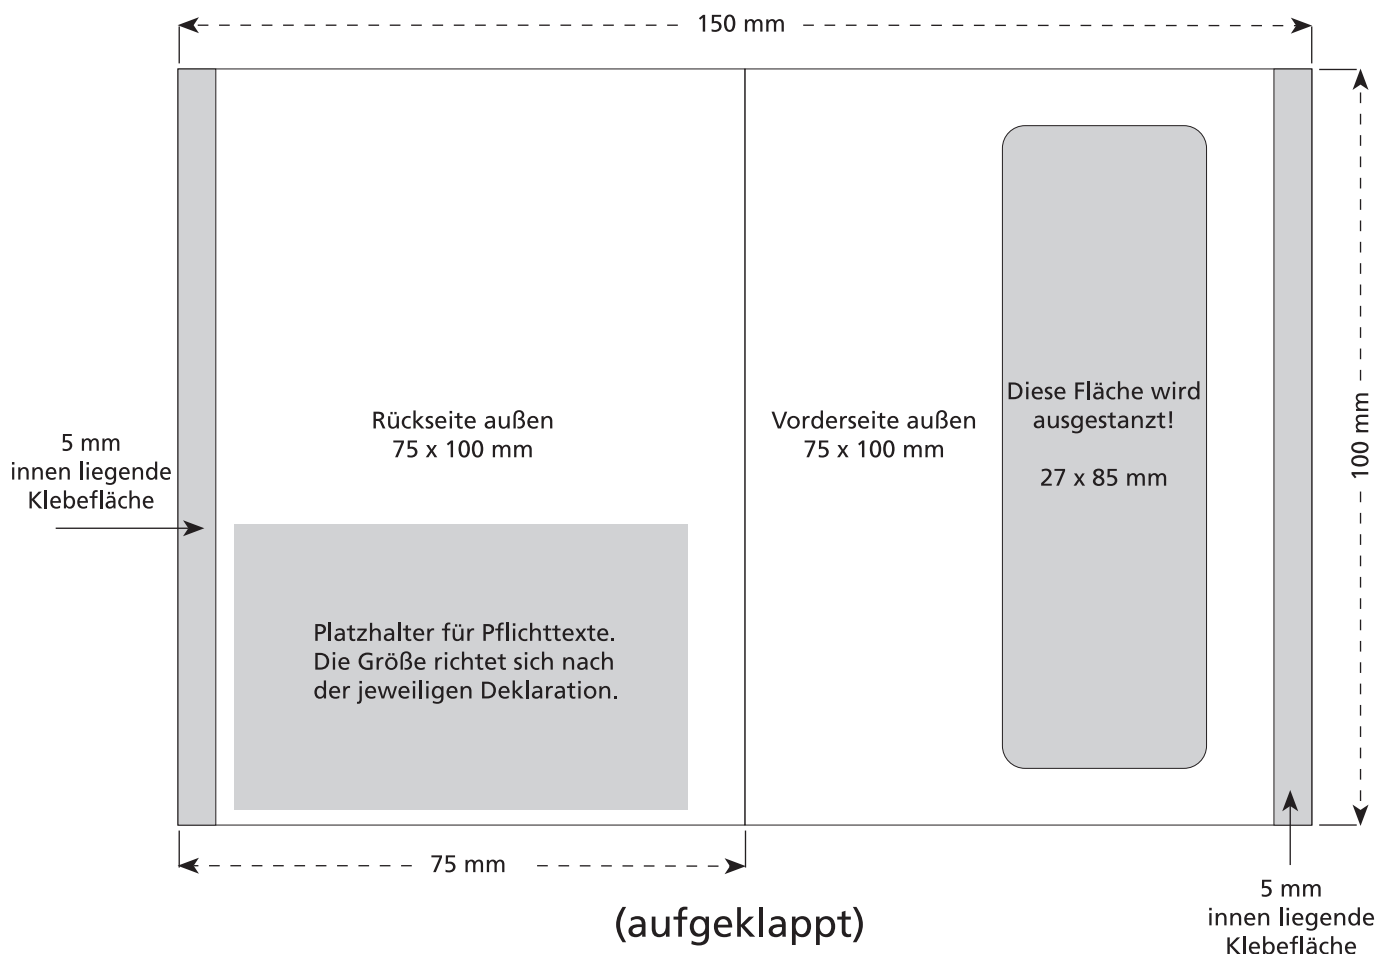 150 mm
Rückseite außen
75 x 100 mm
Vorderseite außen
75 x 100 mm
Diese Fläche wird
ausgestanzt!
27 x 85 mm
100 mm
5 mm
innen liegende
Klebefläche
Platzhalter für Pflichttexte.
Die Größe richtet sich nach
der jeweiligen Deklaration.
75 mm
(aufgeklappt)
5 mm
innen liegende
Klebefläche